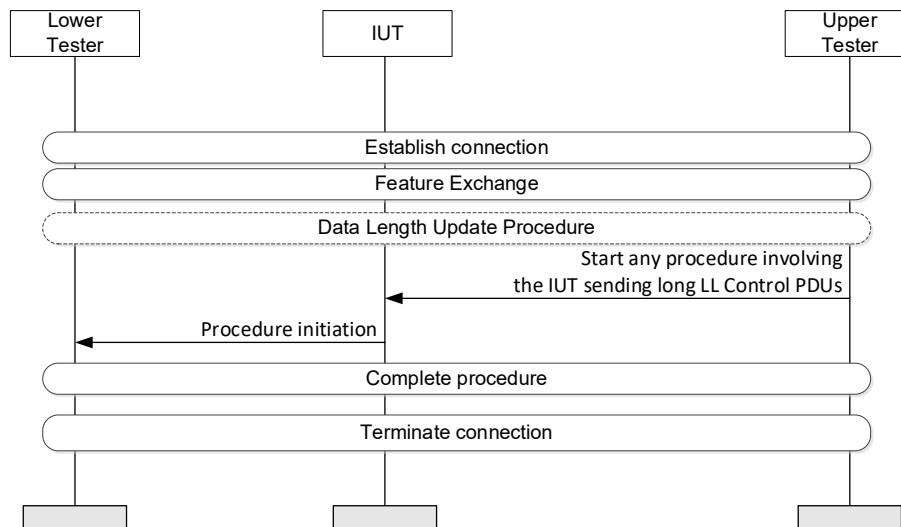 Lower
Tester
IUT
Upper
Tester
Establish connection
Feature Exchange
Data Length Update Procedure
Start any procedure involving
the IUT sending long LL Control PDUs
Procedure initiation
Complete procedure
Terminate connection